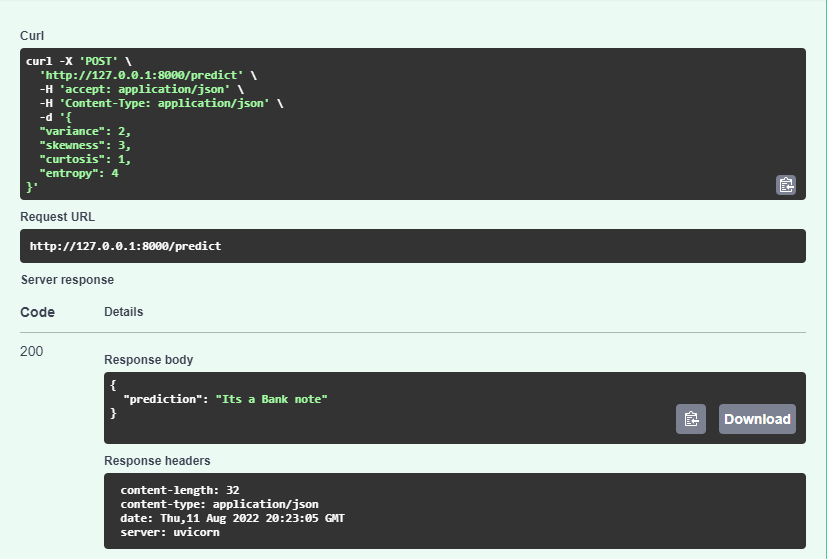 Curl
curl -X 'POST' \
'http://127.0.0.1:8000/predict' \
-H 'accept: application/json' \
-H 'Content-Type: application/json' \
-d '{
"variance": 2,
"skewness": 3,
"curtosis": 1,
"entropy": 4
}'
Request URL
http://127.0.0.1:8000/predict
Server response
Code Details
200
Response body
{
"prediction": "Its a Bank note"
}
Download
Response headers
content-length: 32
content-type: application/json
date: Thu,11 Aug 2022 20:23:05 GMT
server: uvicorn